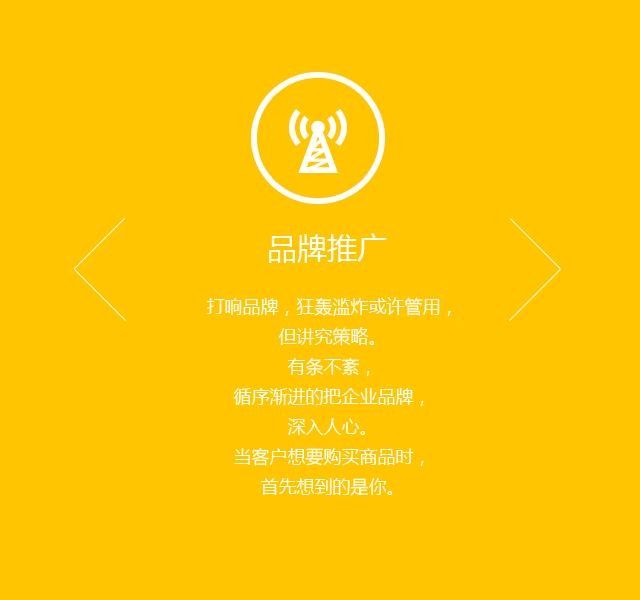 品牌推广
打响品牌，狂轰滥炸或许管用，
但讲究策略。
有条不紊，
循序渐进的把企业品牌，
深入人心。
当客户想要购买商品时，
首先想到的是你。